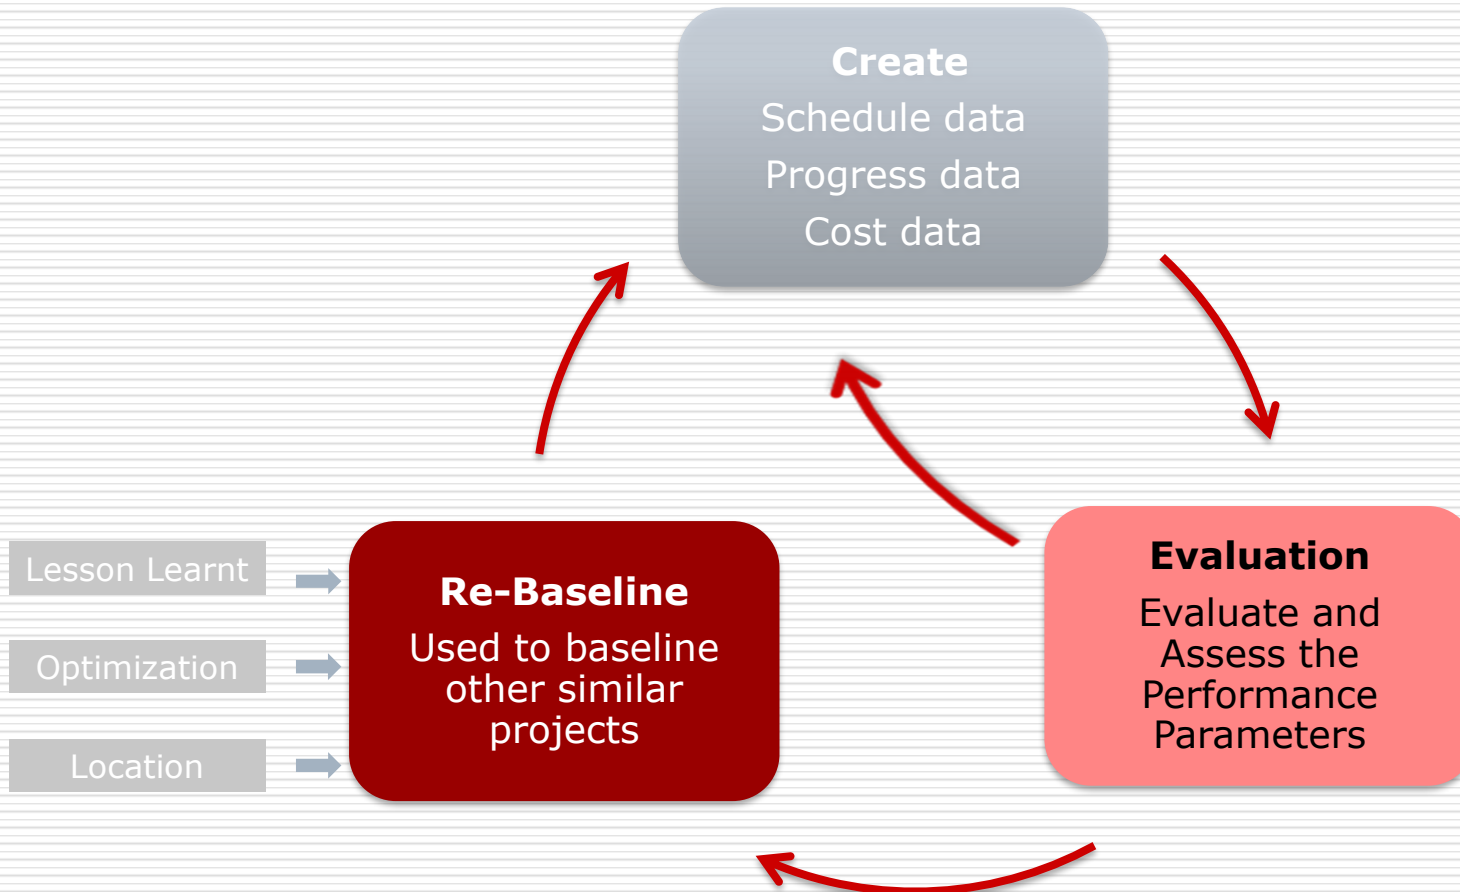 Create
Schedule data
Progress data
Cost data
Lesson Learnt
Optimization
Location
Re-Baseline
Used to baseline
other similar
projects
Evaluation
Evaluate and
Assess the
Performance
Parameters